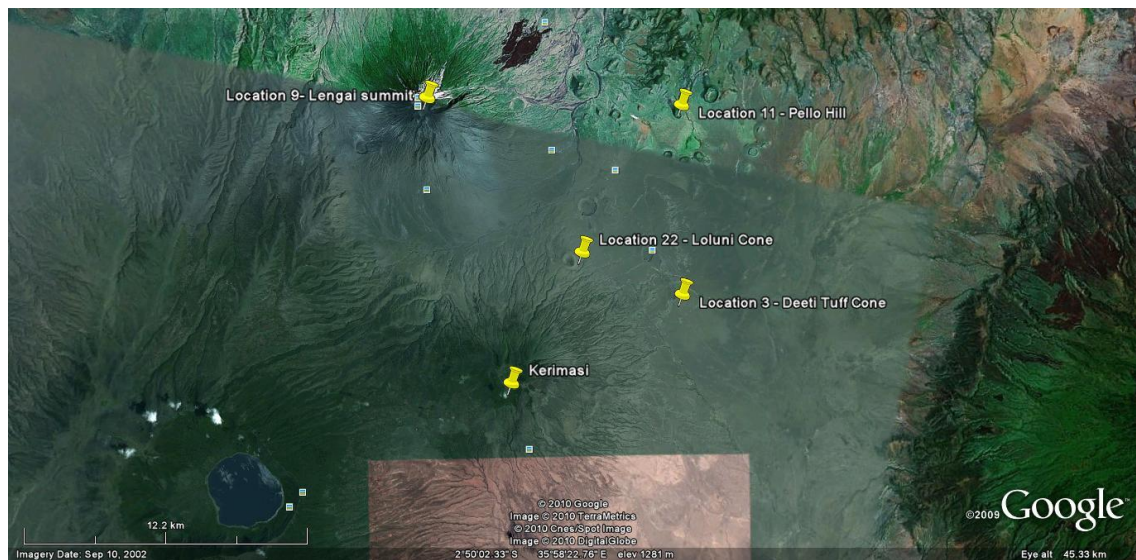 Location 9- Lengai summit
Location 11 - Pello Hill
Location 22 - Loluni Cone
Location 3 - Deeti Tuff Cone
Kerimasi
© 2010 Google
Image © 2010 TerraMetrics
© 2010 Cnes/Spot Image
Image © 2010 DigitalGlobe
©2009 Google™
12.2 km
Imagery Date: Sep 10, 2002
2°50'02.33" S 35°58'22.76" E elev 1281 m
Eye alt 45.33 km